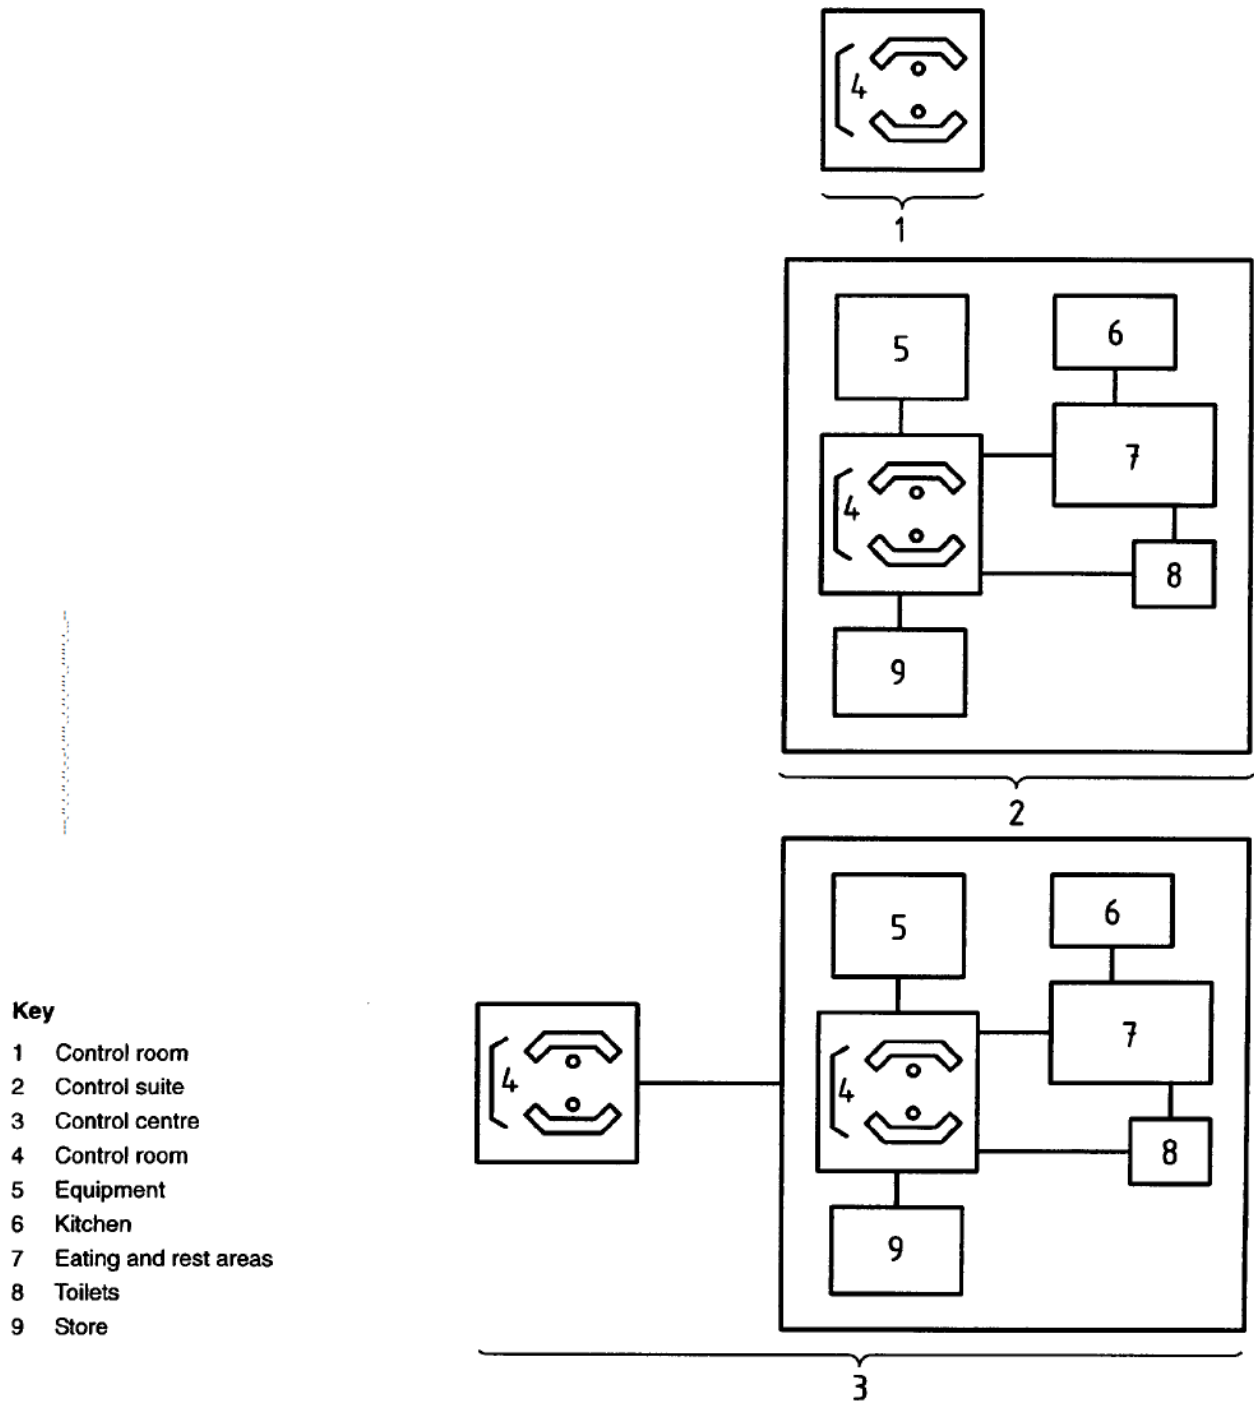 4
1
5
6
7
4
8
9
2
5
6
7
4
4
8
9
3
Key
1 Control room
2 Control suite
3 Control centre
4 Control room
5 Equipment
6 Kitchen
7 Eating and rest areas
8 Toilets
9 Store